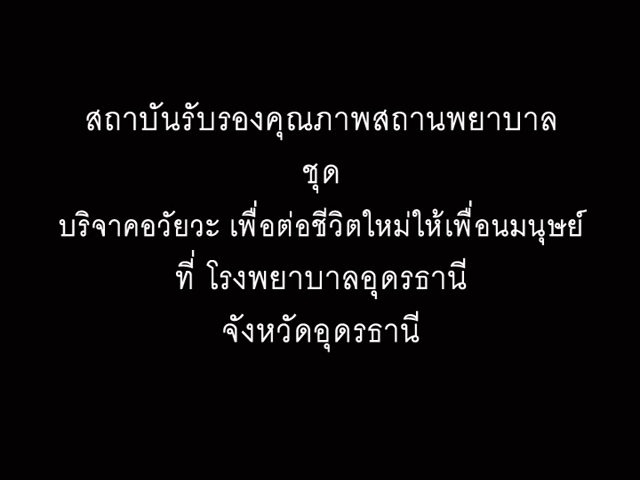 สถาบันรับรองคุณภาพสถานพยาบาล
ชุด
บริจาคอวัยวะ เพื่อต่อชีวิตใหม่ให้เพื่อนมนุษย์
ที่ โรงพยาบาลอุดรธานี
จังหวัดอุดรธานี